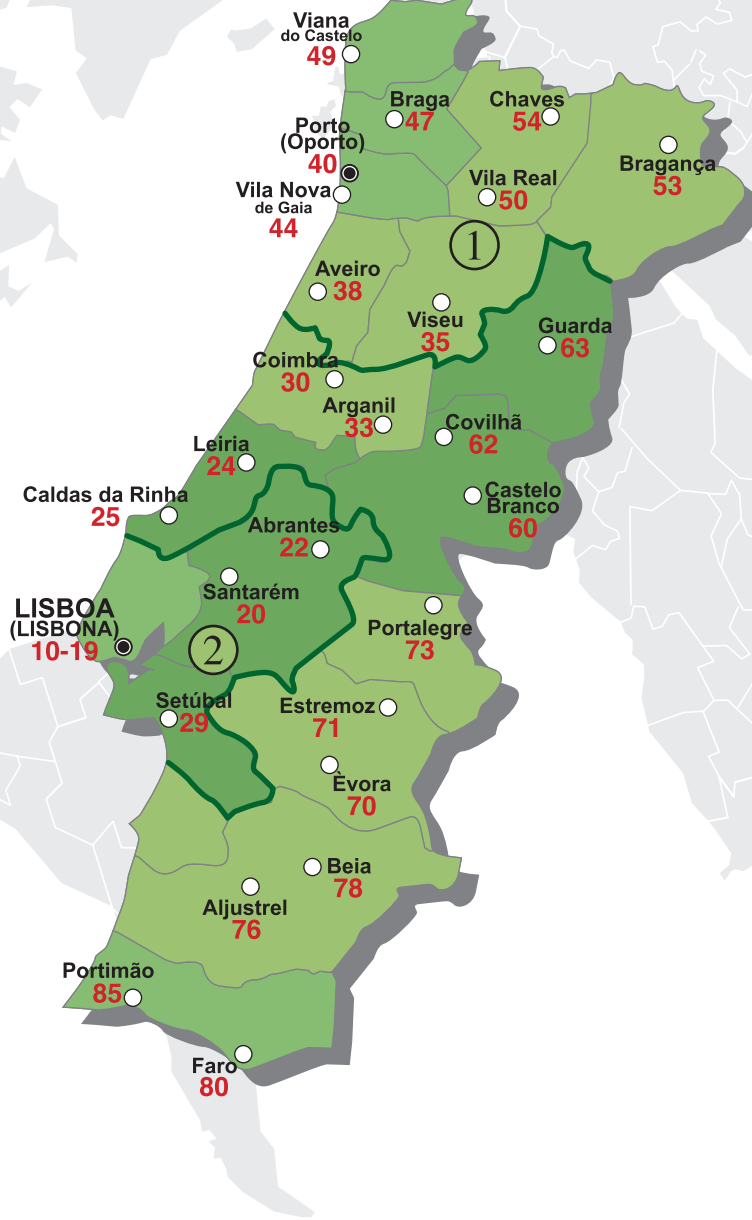 Viana
do Castelo
49
Braga
47
Chaves
54
Porto
(Oporto)
40
Bragança
53
Vila Real
50
Vila Nova
de Gaia
44
1
Aveiro
38
Viseu
35
Guarda
63
Coimbra
30
Arganil
33
Covilhã
62
Leiria
24
Caldas da Rinha
25
Castelo
Branco
60
Abrantes
22
Santarém
20
LISBOA
(LISBONA)
10-19
2
Portalegre
73
Setúbal
29
Estremoz
71
Èvora
70
Beia
78
Aljustrel
76
Portimão
85
Faro
80